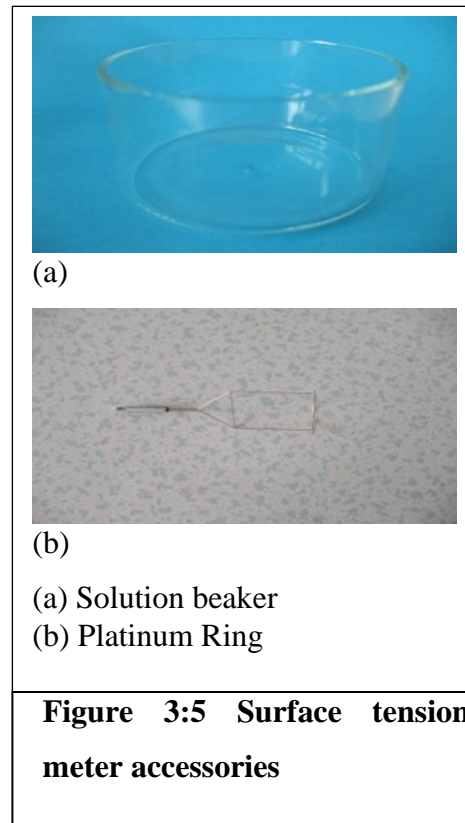 (a)
(b)
(a) Solution beaker
(b) Platinum Ring
Figure 3:5 Surface tension
meter accessories